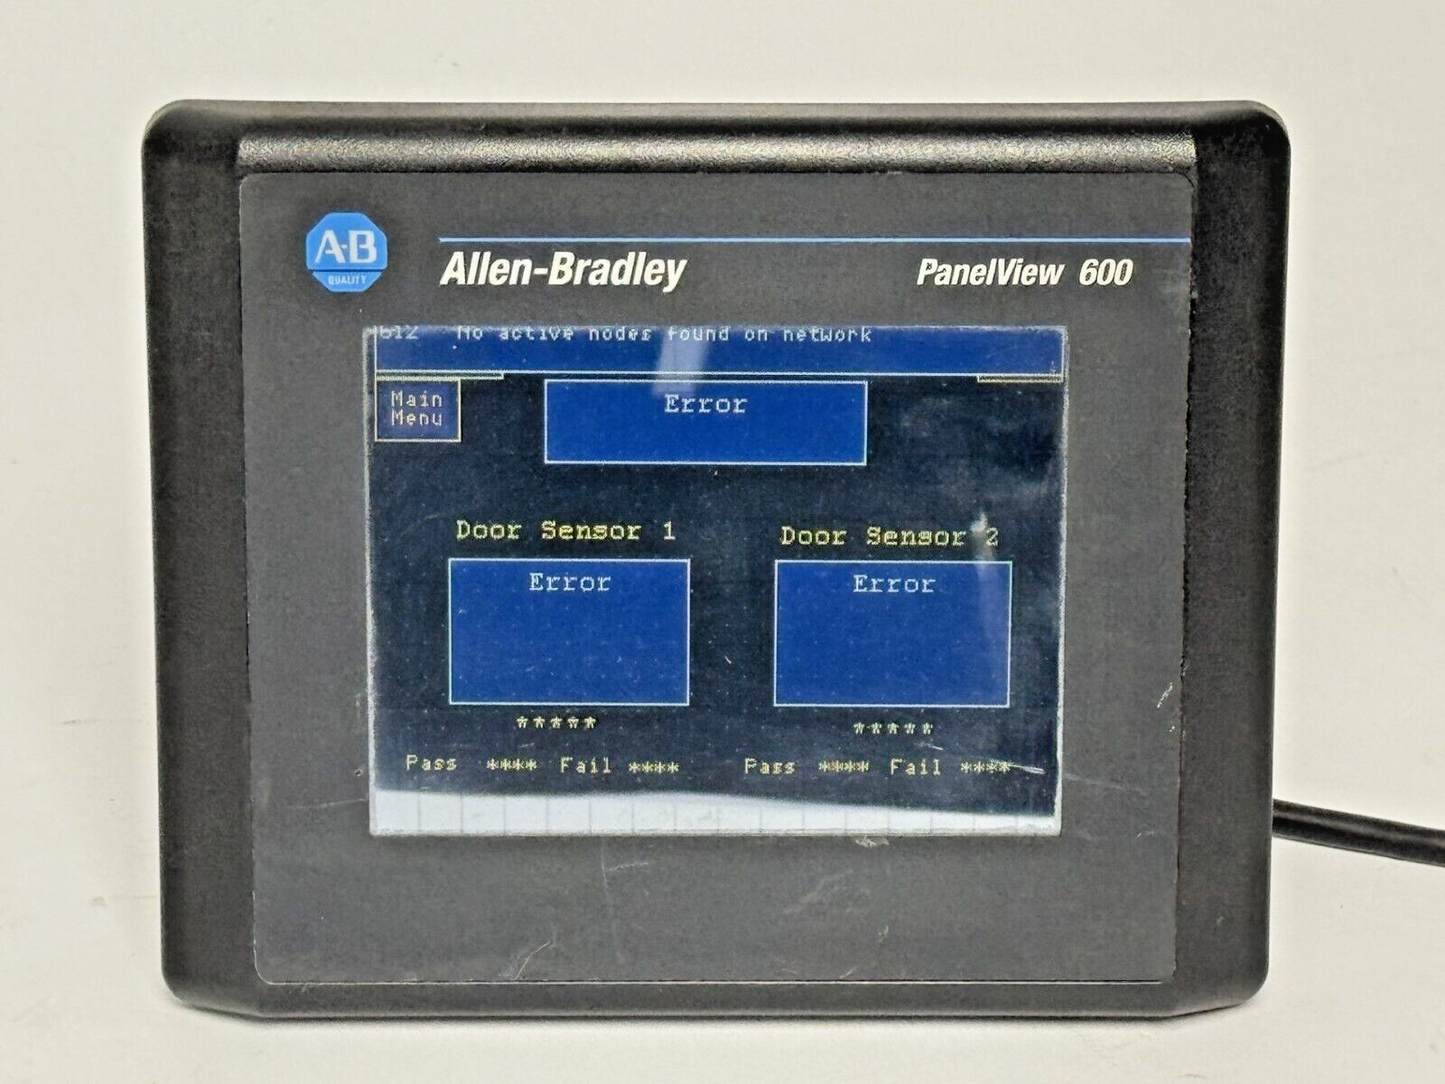 A-B
QUALITY
Allen-Bradley
PanelView 600
612 No active nodes found on network
Main
Menu
Error
Door Sensor 1
Door Sensor 2
Error
Error
*****
*****
Pass **** Fail ****
Pass **** Fail ****